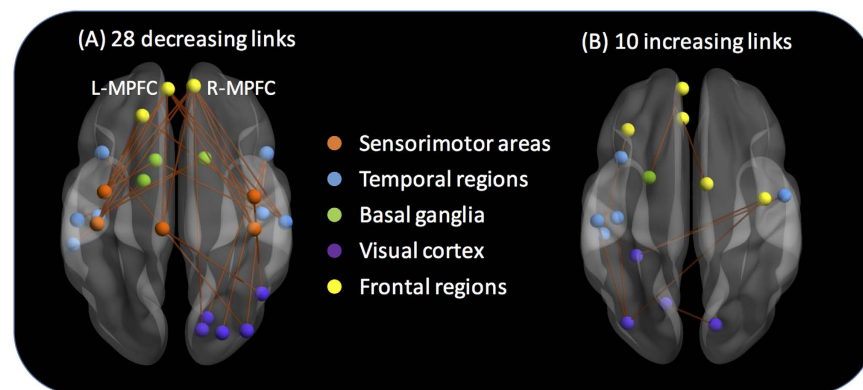 (A) 28 decreasing links
(B) 10 increasing links
L-MPFC
R-MPFC
Sensorimotor areas
Temporal regions
Basal ganglia
Visual cortex
Frontal regions